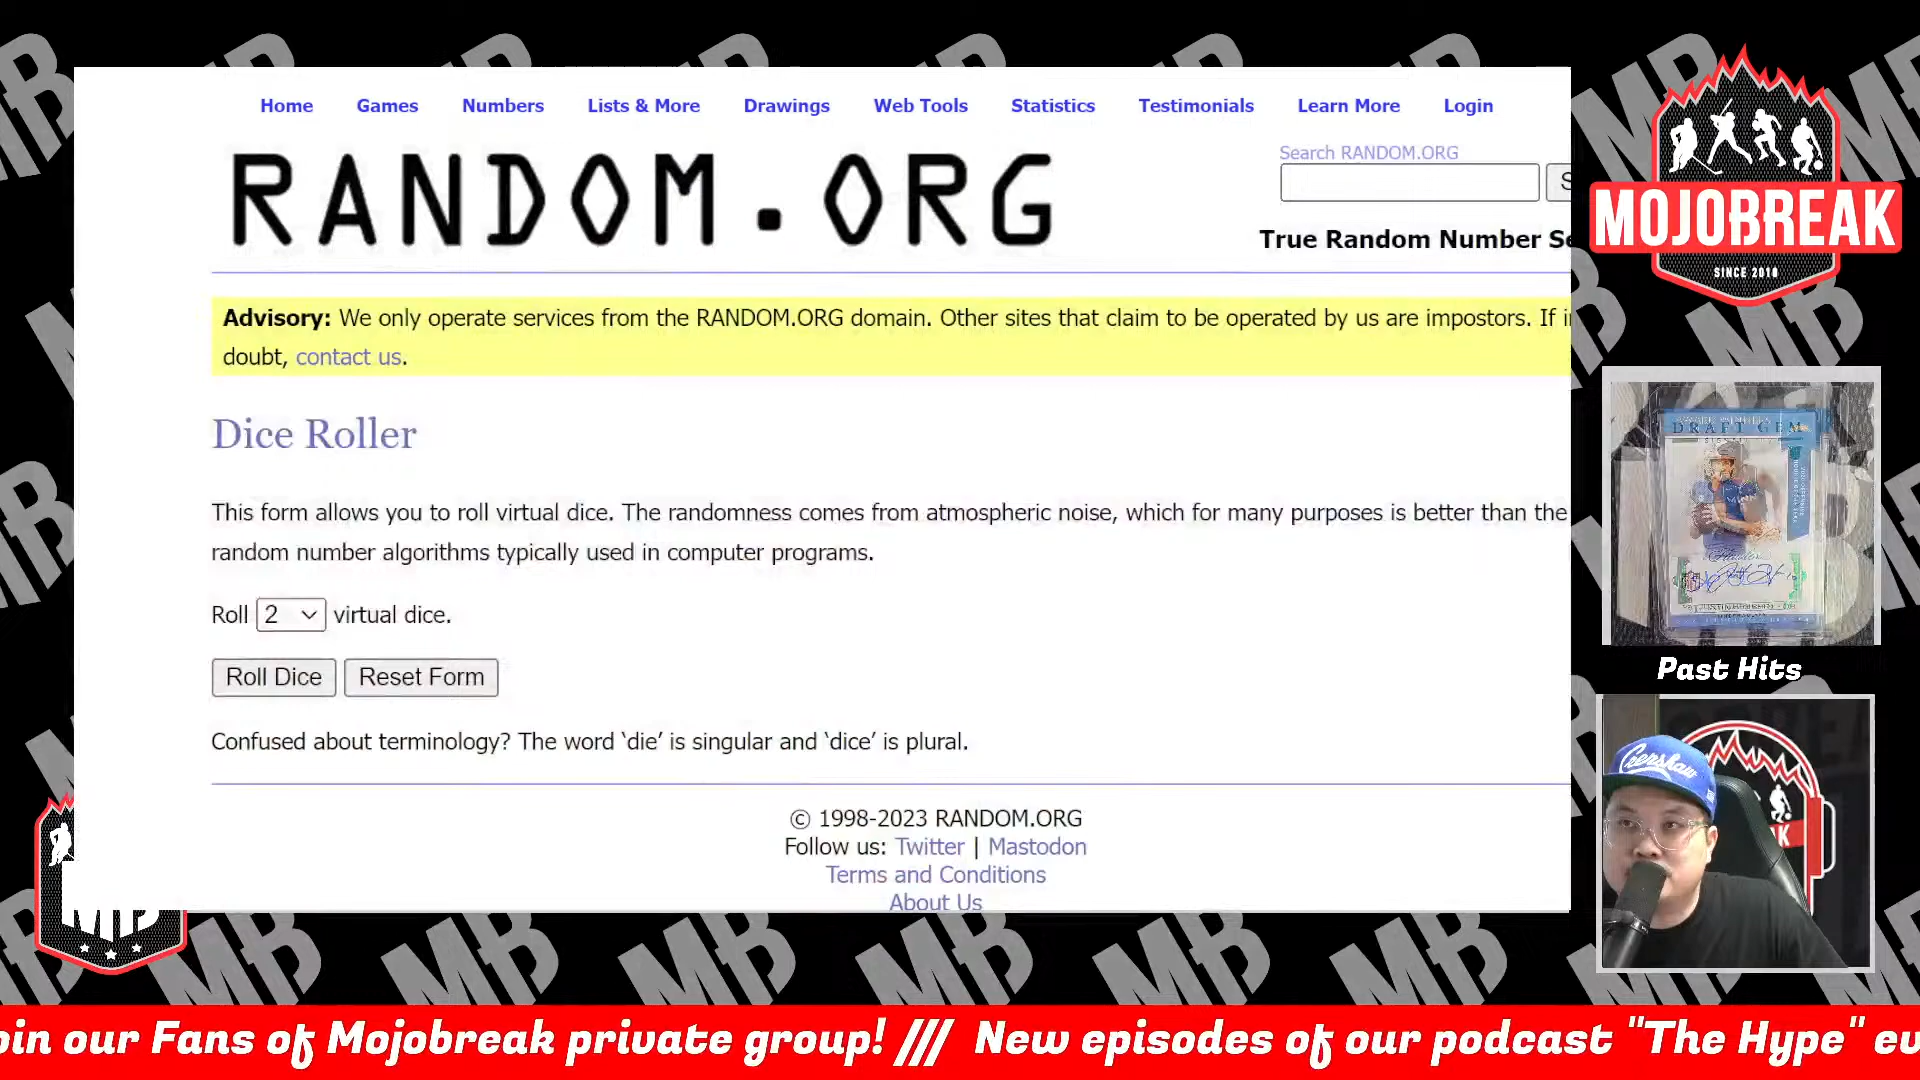 Home Games Numbers Lists & More Drawings Web Tools Statistics Testimonials Learn More Login
RANDOM.ORG
Search RANDOM.ORG
True Random Number
Advisory: We only operate services from the RANDOM.ORG domain. Other sites that claim to be operated by us are impostors. If
doubt, contact us.
Dice Roller
This form allows you to roll virtual dice. The randomness comes from atmospheric noise, which for many purposes is better than the
random number algorithms typically used in computer programs.
Roll 2 virtual dice.
Roll Dice Reset Form
Confused about terminology? The word ‘die’ is singular and ‘dice’ is plural.
© 1998-2023 RANDOM.ORG
Follow us: Twitter | Mastodon
Terms and Conditions
About Us
MOJOBREAK
SINCE 2010
DRAFT GEM
Past Hits
Crenshaw
oin our Fans of Mojobreak private group! /// New episodes of our podcast "The Hype" ev